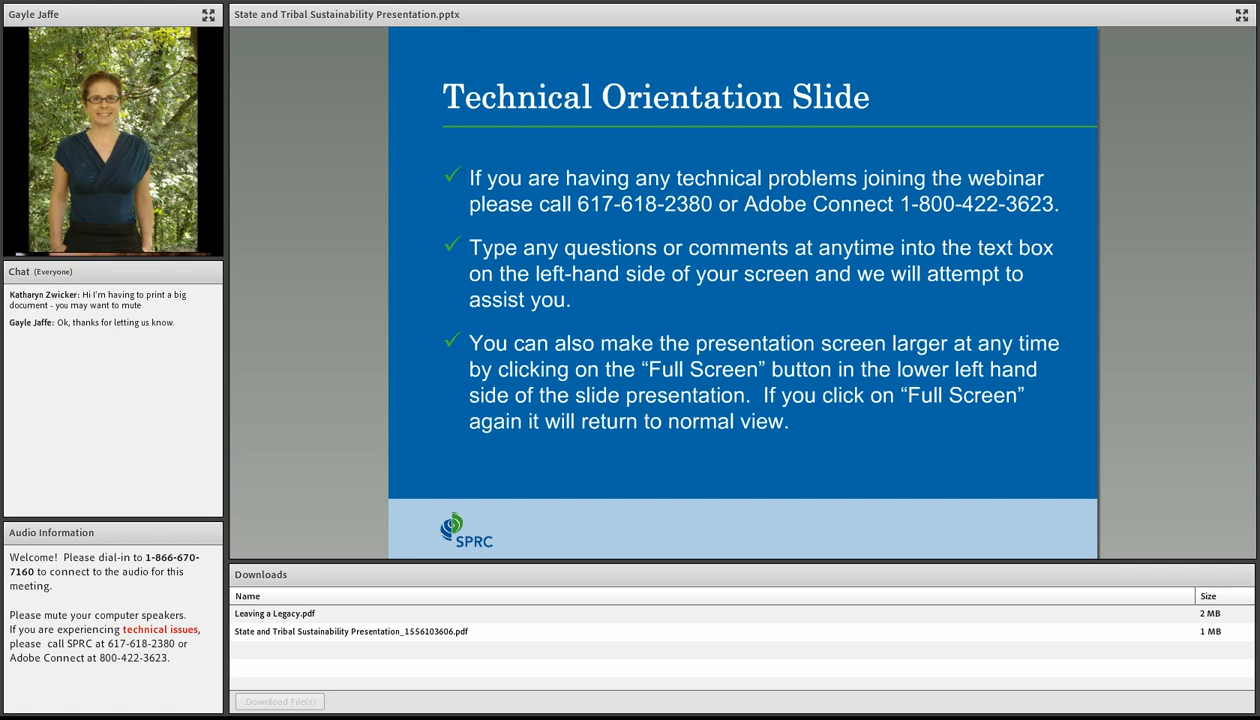 Gayle Jaffe
State and Tribal Sustainability Presentation.pptx
Technical Orientation Slide
✓ If you are having any technical problems joining the webinar
please call 617-618-2380 or Adobe Connect 1-800-422-3623.
✓ Type any questions or comments at anytime into the text box
on the left-hand side of your screen and we will attempt to
assist you.
✓ You can also make the presentation screen larger at any time
by clicking on the “Full Screen” button in the lower left hand
side of the slide presentation.  If you click on “Full Screen”
again it will return to normal view.
SPRC
Chat (Everyone)
Katharyn Zwicker: Hi I'm having to print a big
document - you may want to mute
Gayle Jaffe: Ok, thanks for letting us know.
Audio Information
Welcome!  Please dial-in to 1-866-670-
7160 to connect to the audio for this
meeting.
Please mute your computer speakers.
If you are experiencing technical issues,
please  call SPRC at 617-618-2380 or
Adobe Connect at 800-422-3623.
Downloads
Name Size
Leaving a Legacy.pdf 2 MB
State and Tribal Sustainability Presentation_1556103606.pdf 1 MB
Download File(s)